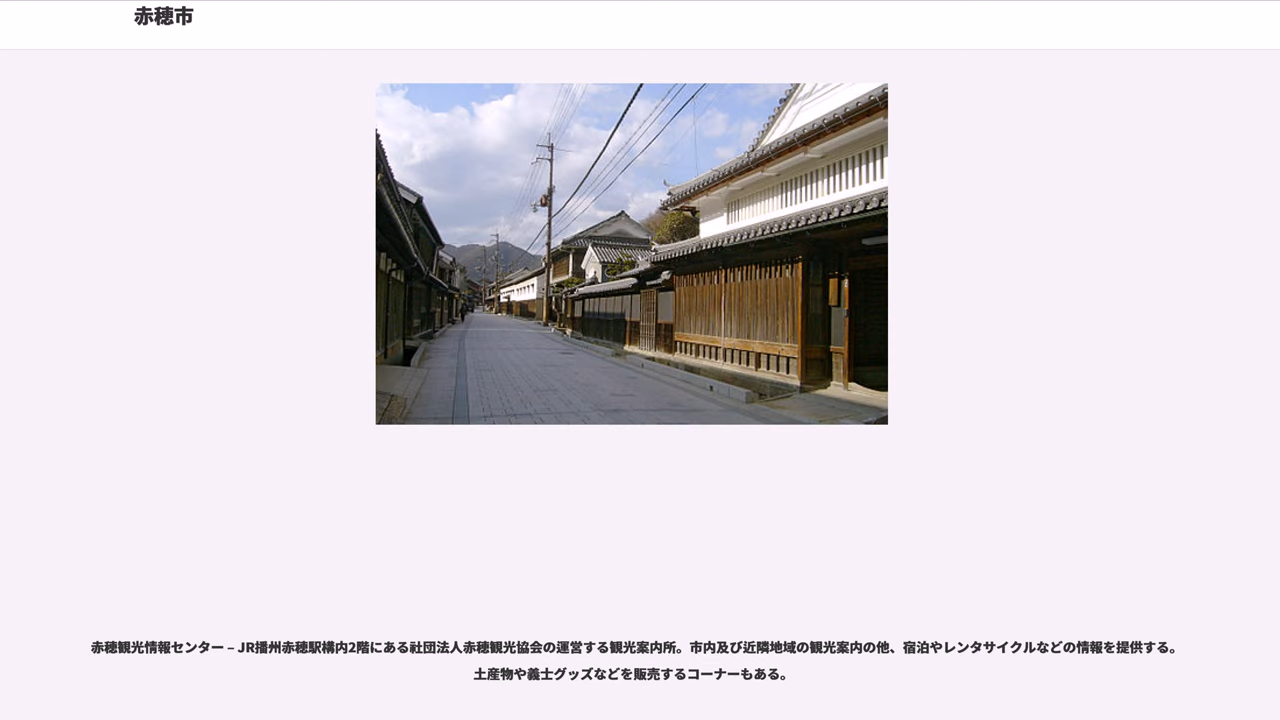 赤穂市
赤穂観光情報センター – JR播州赤穂駅構内2階にある社団法人赤穂観光協会の運営する観光案内所。市内及び近隣地域の観光案内の他、宿泊やレンタサイクルなどの情報を提供する。
土産物や義士グッズなどを販売するコーナーもある。